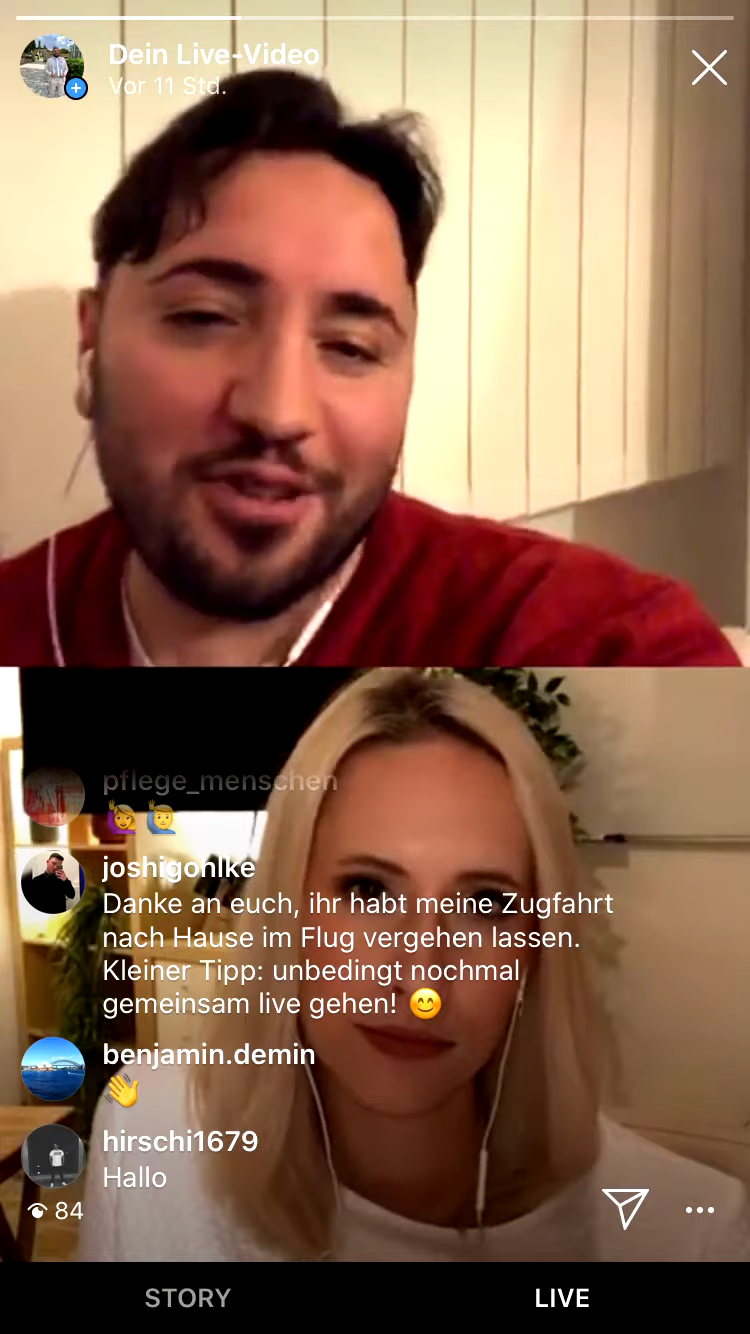 Dein Live-Video
Vor 11 Std.
pflege_menschen
🙋‍♀️🙋‍♂️
joshigohlke
Danke an euch, ihr habt meine Zugfahrt
nach Hause im Flug vergehen lassen.
Kleiner Tipp: unbedingt nochmal
gemeinsam live gehen! 😊
benjamin.demin
👋
hirschi1679
Hallo
84
STORY
LIVE